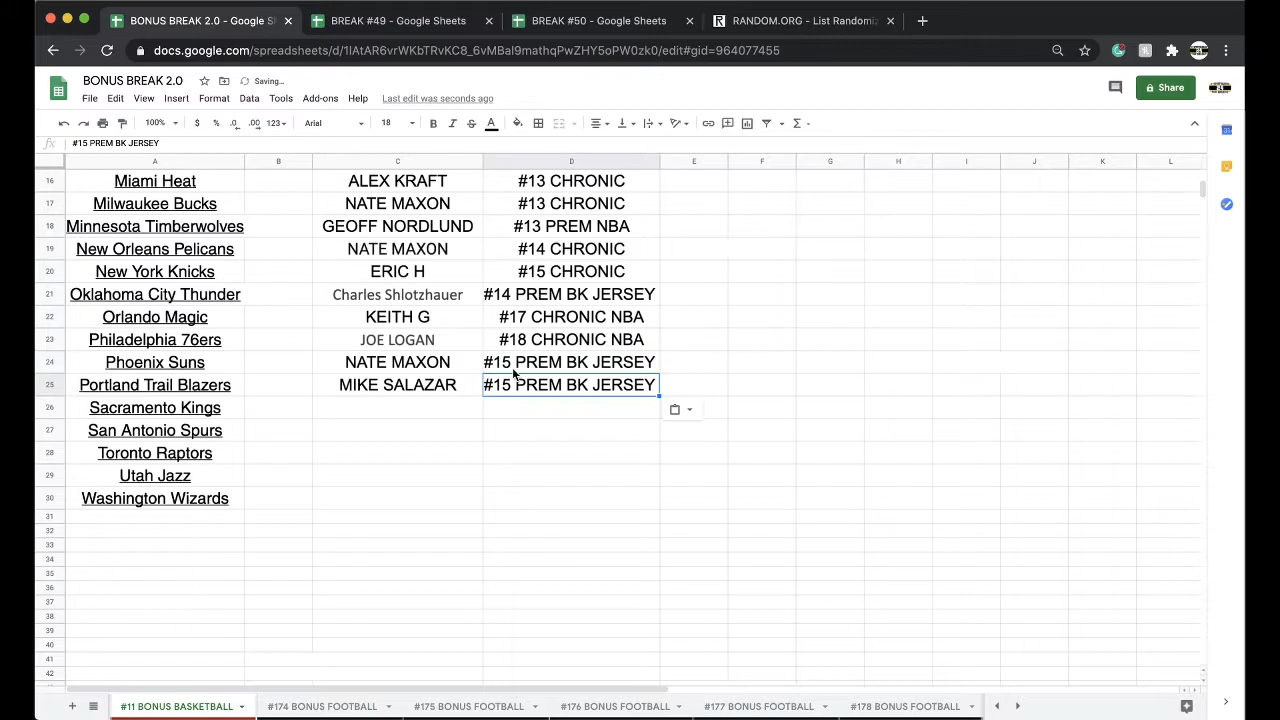 BONUS BREAK 2.0 - Google Sh
BREAK #49 - Google Sheets
BREAK #50 - Google Sheets
RANDOM.ORG - List Randomiz
docs.google.com/spreadsheets/d/1IAtAR6vrWKbTRvKC8_6vMBal9mathqPwZHY5oPW0zk0/edit#gid=964077455
BONUS BREAK 2.0
Saving...
File Edit View Insert Format Data Tools Add-ons Help Last edit was seconds ago
Share
100% $ % .0 .00 123 Arial 18 B I S A
fx #15 PREM BK JERSEY
A B C D E F G H I J K L
16 Miami Heat ALEX KRAFT #13 CHRONIC
17 Milwaukee Bucks NATE MAXON #13 CHRONIC
18 Minnesota Timberwolves GEOFF NORDLUND #13 PREM NBA
19 New Orleans Pelicans NATE MAXON #14 CHRONIC
20 New York Knicks ERIC H #15 CHRONIC
21 Oklahoma City Thunder Charles Shlotzhauer #14 PREM BK JERSEY
22 Orlando Magic KEITH G #17 CHRONIC NBA
23 Philadelphia 76ers JOE LOGAN #18 CHRONIC NBA
24 Phoenix Suns NATE MAXON #15 PREM BK JERSEY
25 Portland Trail Blazers MIKE SALAZAR #15 PREM BK JERSEY
26 Sacramento Kings
27 San Antonio Spurs
28 Toronto Raptors
29 Utah Jazz
30 Washington Wizards
31
32
33
34
35
36
37
38
39
40
41
42
#11 BONUS BASKETBALL #174 BONUS FOOTBALL #175 BONUS FOOTBALL #176 BONUS FOOTBALL #177 BONUS FOOTBALL #178 BONUS FOOTBALL